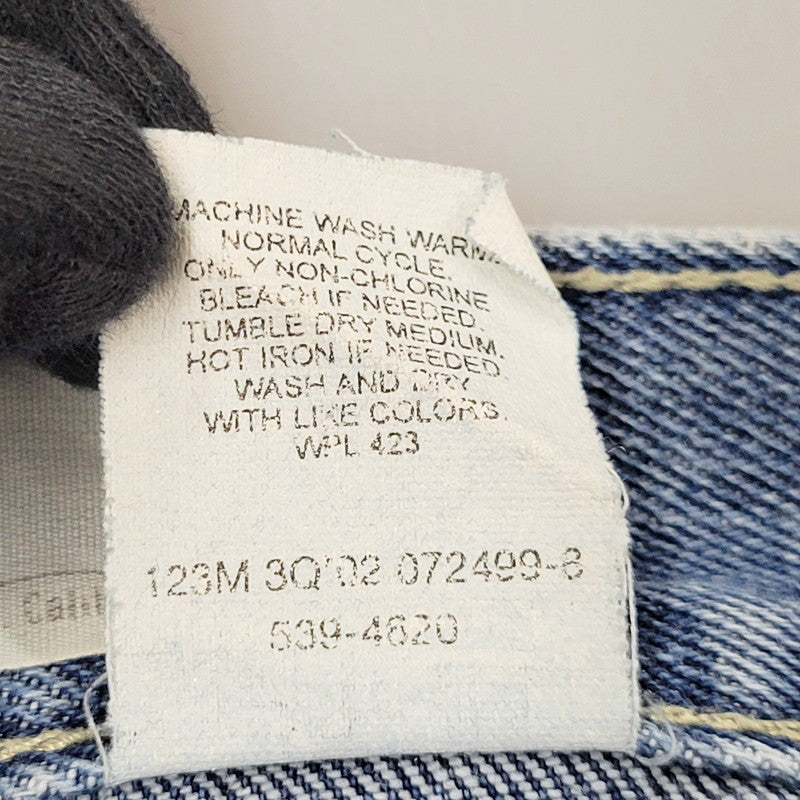 MACHINE WASH WARM
NORMAL CYCLE.
ONLY NON-CHLORINE
BLEACH IF NEEDED.
TUMBLE DRY MEDIUM.
HOT IRON IF NEEDED.
WASH AND DRY
WITH LIKE COLORS.
WPL 423
123M 3Q'02 072499-6
539-4620